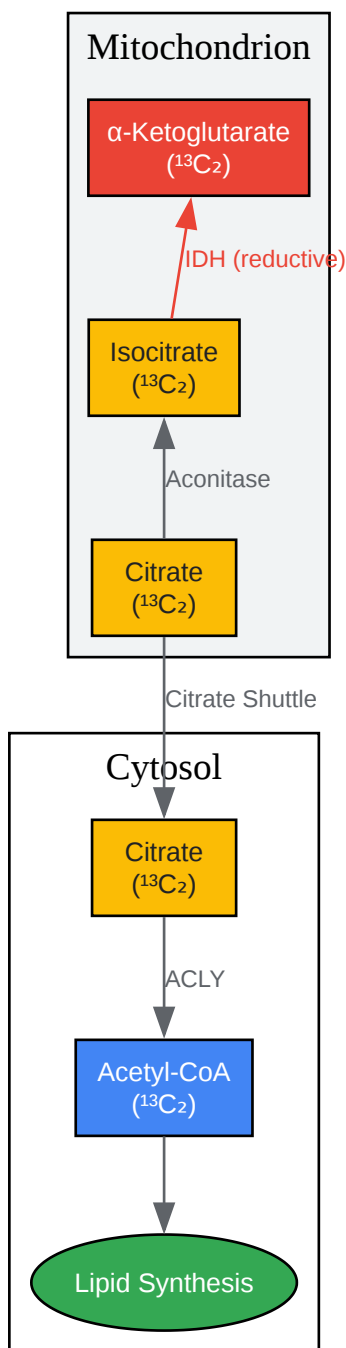 Mitochondrion
α-Ketoglutarate
(¹³C₂)
IDH (reductive)
Isocitrate
(¹³C₂)
Aconitase
Citrate
(¹³C₂)
Citrate Shuttle
Cytosol
Citrate
(¹³C₂)
ACLY
Acetyl-CoA
(¹³C₂)
Lipid Synthesis